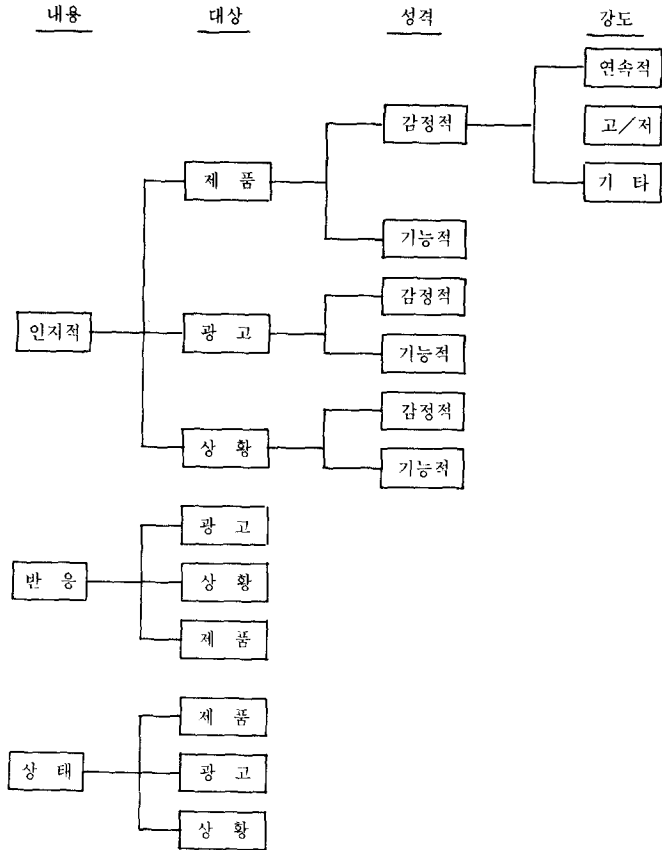 내용 대상 성격 강도
연속적
감정적 고/저
제 품 기 타
기능적
감정적
인지적 광 고
기능적
감정적
상 황
기능적
광 고
반 응 상 황
제 품
제 품
상 태 광 고
상 황